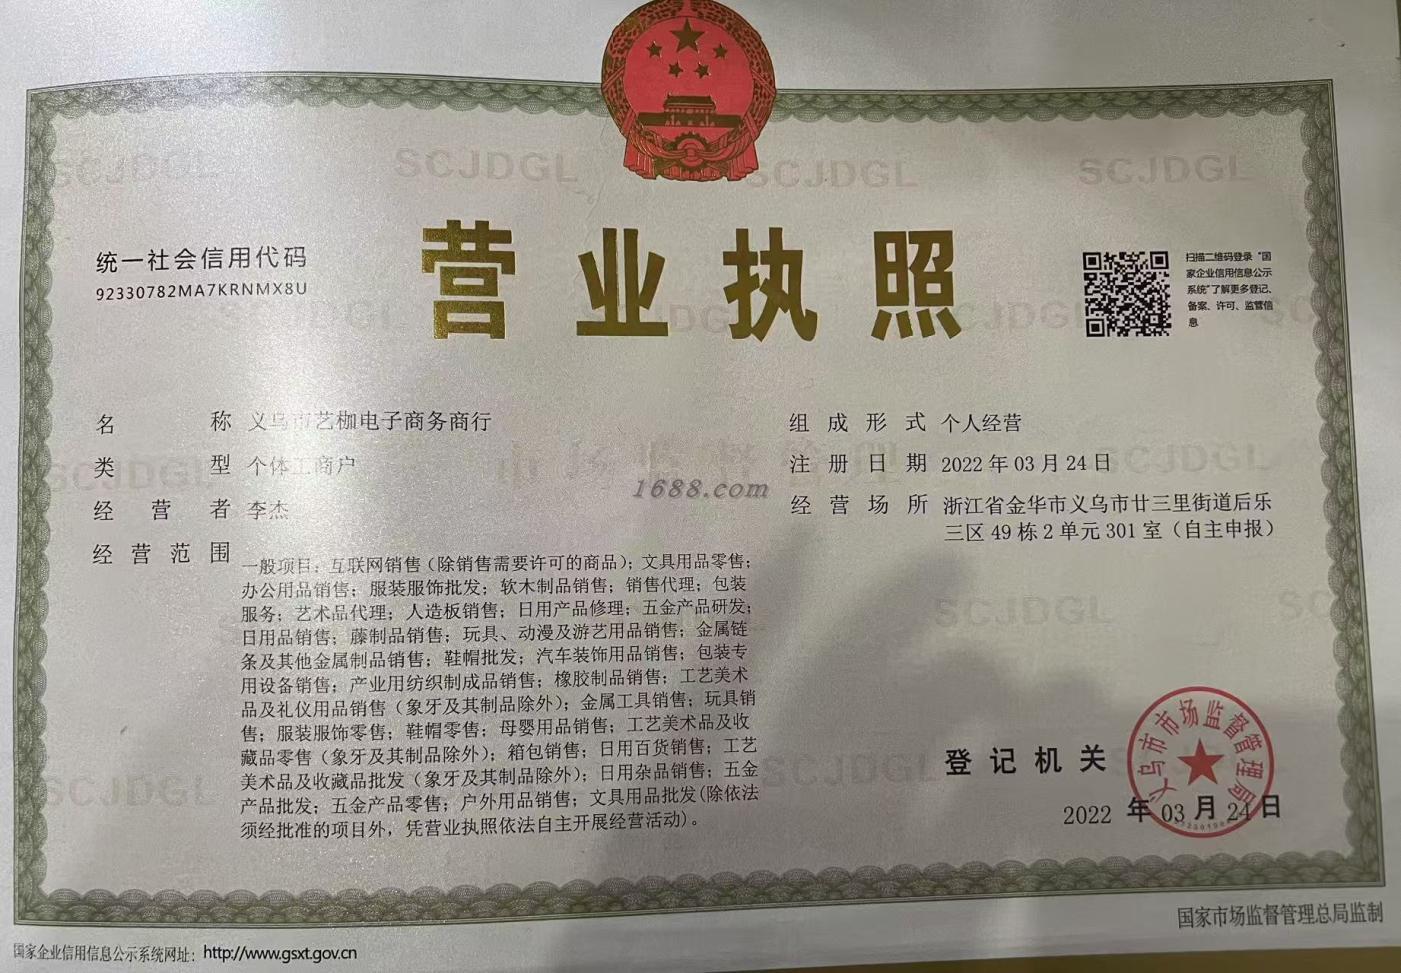 统一社会信用代码
92330782MA7KRNMX8U
营业执照
扫描二维码登录“国
家企业信用信息公示
系统”了解更多登记、
备案、许可、监管信
息
名称 义乌市艺枷电子商务商行
类型 个体工商户
经营者 李杰
经营范围
一般项目：互联网销售（除销售需要许可的商品）；文具用品零售；
办公用品销售；服装服饰批发；软木制品销售；销售代理；包装
服务；艺术品代理；人造板销售；日用产品修理；五金产品研发；
日用品销售；藤制品销售；玩具、动漫及游艺用品销售；金属链
条及其他金属制品销售；鞋帽批发；汽车装饰用品销售；包装专
用设备销售；产业用纺织制成品销售；橡胶制品销售；工艺美术
品及礼仪用品销售（象牙及其制品除外）；金属工具销售；玩具销
售；服装服饰零售；鞋帽零售；母婴用品销售；工艺美术品及收
藏品零售（象牙及其制品除外）；箱包销售；日用百货销售；工艺
美术品及收藏品批发（象牙及其制品除外）；日用杂品销售；五金
产品批发；五金产品零售；户外用品销售；文具用品批发(除依法
须经批准的项目外，凭营业执照依法自主开展经营活动)。
组成形式 个人经营
注册日期 2022年03月24日
经营场所 浙江省金华市义乌市廿三里街道后乐
三区49栋2单元301室（自主申报）
1688.com
SCJDGL
登记机关
义乌市市场监督管理局
2022 年 03 月 24 日
国家企业信用信息公示系统网址：http://www.gsxt.gov.cn
国家市场监督管理总局监制